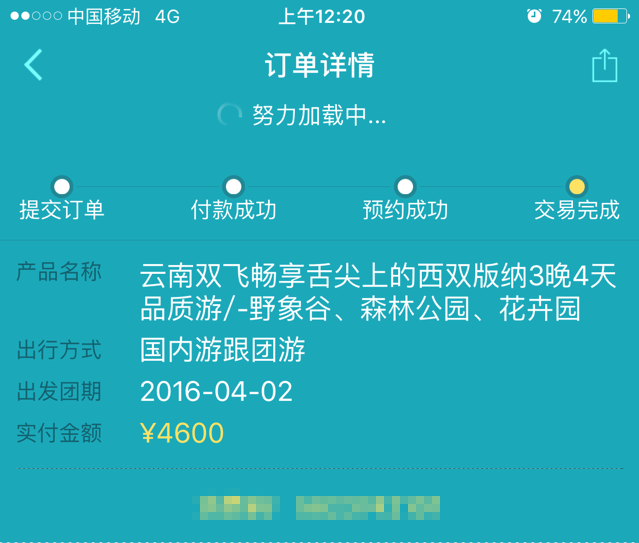 中国移动 4G 上午12:20 74%
订单详情
努力加载中...
提交订单 付款成功 预约成功 交易完成
产品名称 云南双飞畅享舌尖上的西双版纳3晚4天
品质游/-野象谷、森林公园、花卉园
出行方式 国内游跟团游
出发团期 2016-04-02
实付金额 ¥4600